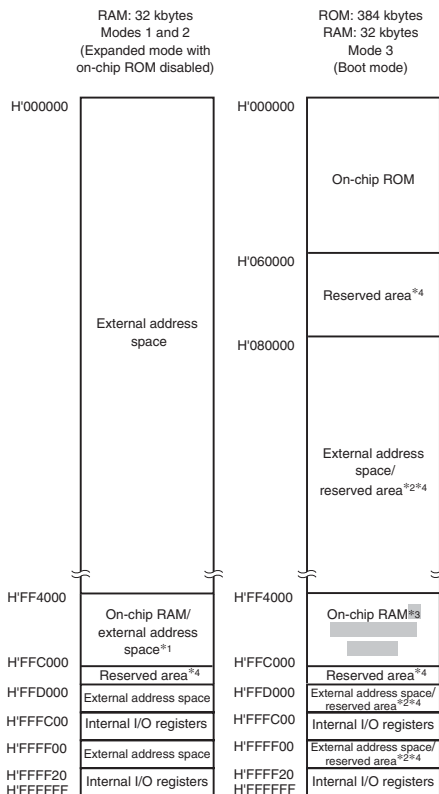 RAM: 32 kbytes
Modes 1 and 2
(Expanded mode with
on-chip ROM disabled)
H'000000
External address
space
H'FF4000
On-chip RAM/
external address
space*1
H'FFC000
Reserved area*4
H'FFD000
External address space
H'FFFC00
Internal I/O registers
H'FFFF00
External address space
H'FFFF20
Internal I/O registers
H'FFFFFF
ROM: 384 kbytes
RAM: 32 kbytes
Mode 3
(Boot mode)
H'000000
On-chip ROM
H'060000
Reserved area*4
H'080000
External address
space/
reserved area*2*4
H'FF4000
On-chip RAM*3
H'FFC000
Reserved area*4
H'FFD000
External address space/
reserved area*2*4
H'FFFC00
Internal I/O registers
H'FFFF00
External address space/
reserved area*2*4
H'FFFF20
Internal I/O registers
H'FFFFFF